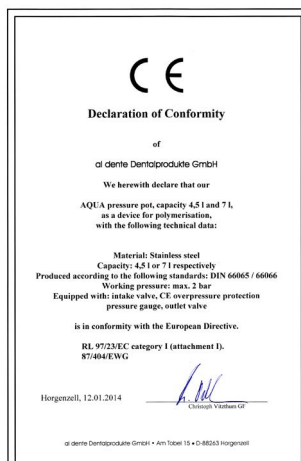 CE
Declaration of Conformity
of
al dente Dentalprodukte GmbH
We herewith declare that our
AQUA pressure pot, capacity 4,5 l and 7 l,
as a device for polymerisation,
with the following technical data:
Material: Stainless steel
Capacity: 4,5 l or 7 l respectively
Produced according to the following standards: DIN 66065 / 66066
Working pressure: max. 2 bar
Equipped with: intake valve, CE overpressure protection
pressure gauge, outlet valve
is in conformity with the European Directive.
RL 97/23/EC category I (attachment I).
87/404/EWG
Horgenzell, 12.01.2014
Christoph Vitzthum GF
al dente Dentalprodukte GmbH • Am Tobel 15 • D-88263 Horgenzell